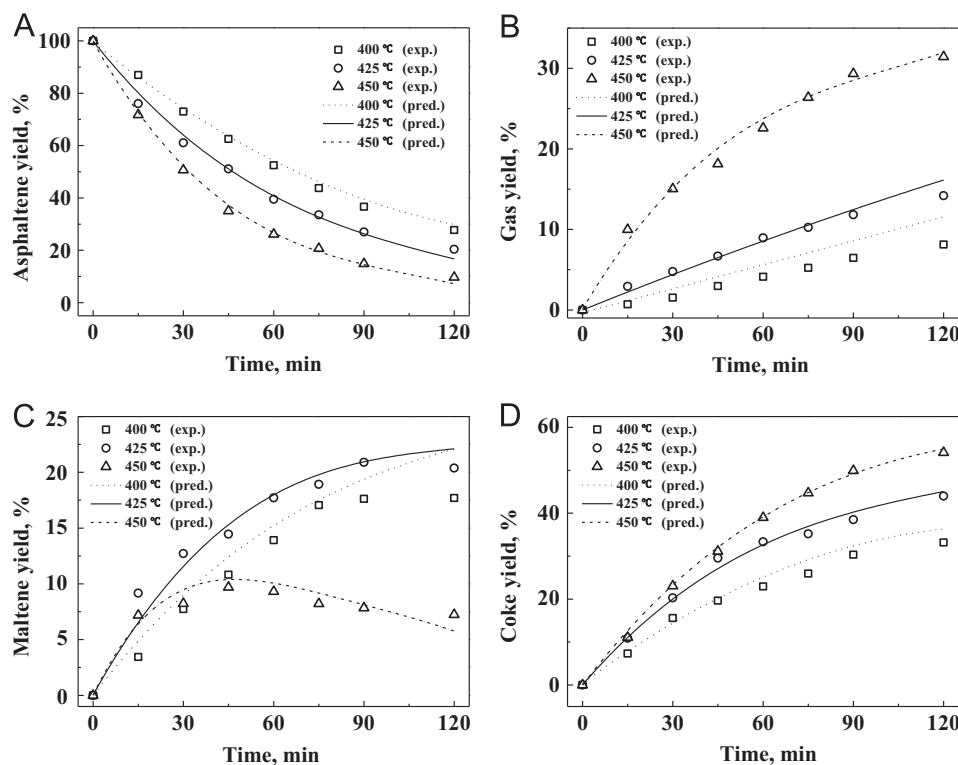 A
Asphaltene yield, %
100
80
60
40
20
0
400 ℃ (exp.)
425 ℃ (exp.)
450 ℃ (exp.)
400 ℃ (pred.)
425 ℃ (pred.)
450 ℃ (pred.)
0 30 60 90 120
Time, min
B
Gas yield, %
30
20
10
0
400 ℃ (exp.)
425 ℃ (exp.)
450 ℃ (exp.)
400 ℃ (pred.)
425 ℃ (pred.)
450 ℃ (pred.)
0 30 60 90 120
Time, min
C
Maltene yield, %
25
20
15
10
5
0
400 ℃ (exp.)
425 ℃ (exp.)
450 ℃ (exp.)
400 ℃ (pred.)
425 ℃ (pred.)
450 ℃ (pred.)
0 30 60 90 120
Time, min
D
Coke yield, %
60
40
20
0
400 ℃ (exp.)
425 ℃ (exp.)
450 ℃ (exp.)
400 ℃ (pred.)
425 ℃ (pred.)
450 ℃ (pred.)
0 30 60 90 120
Time, min